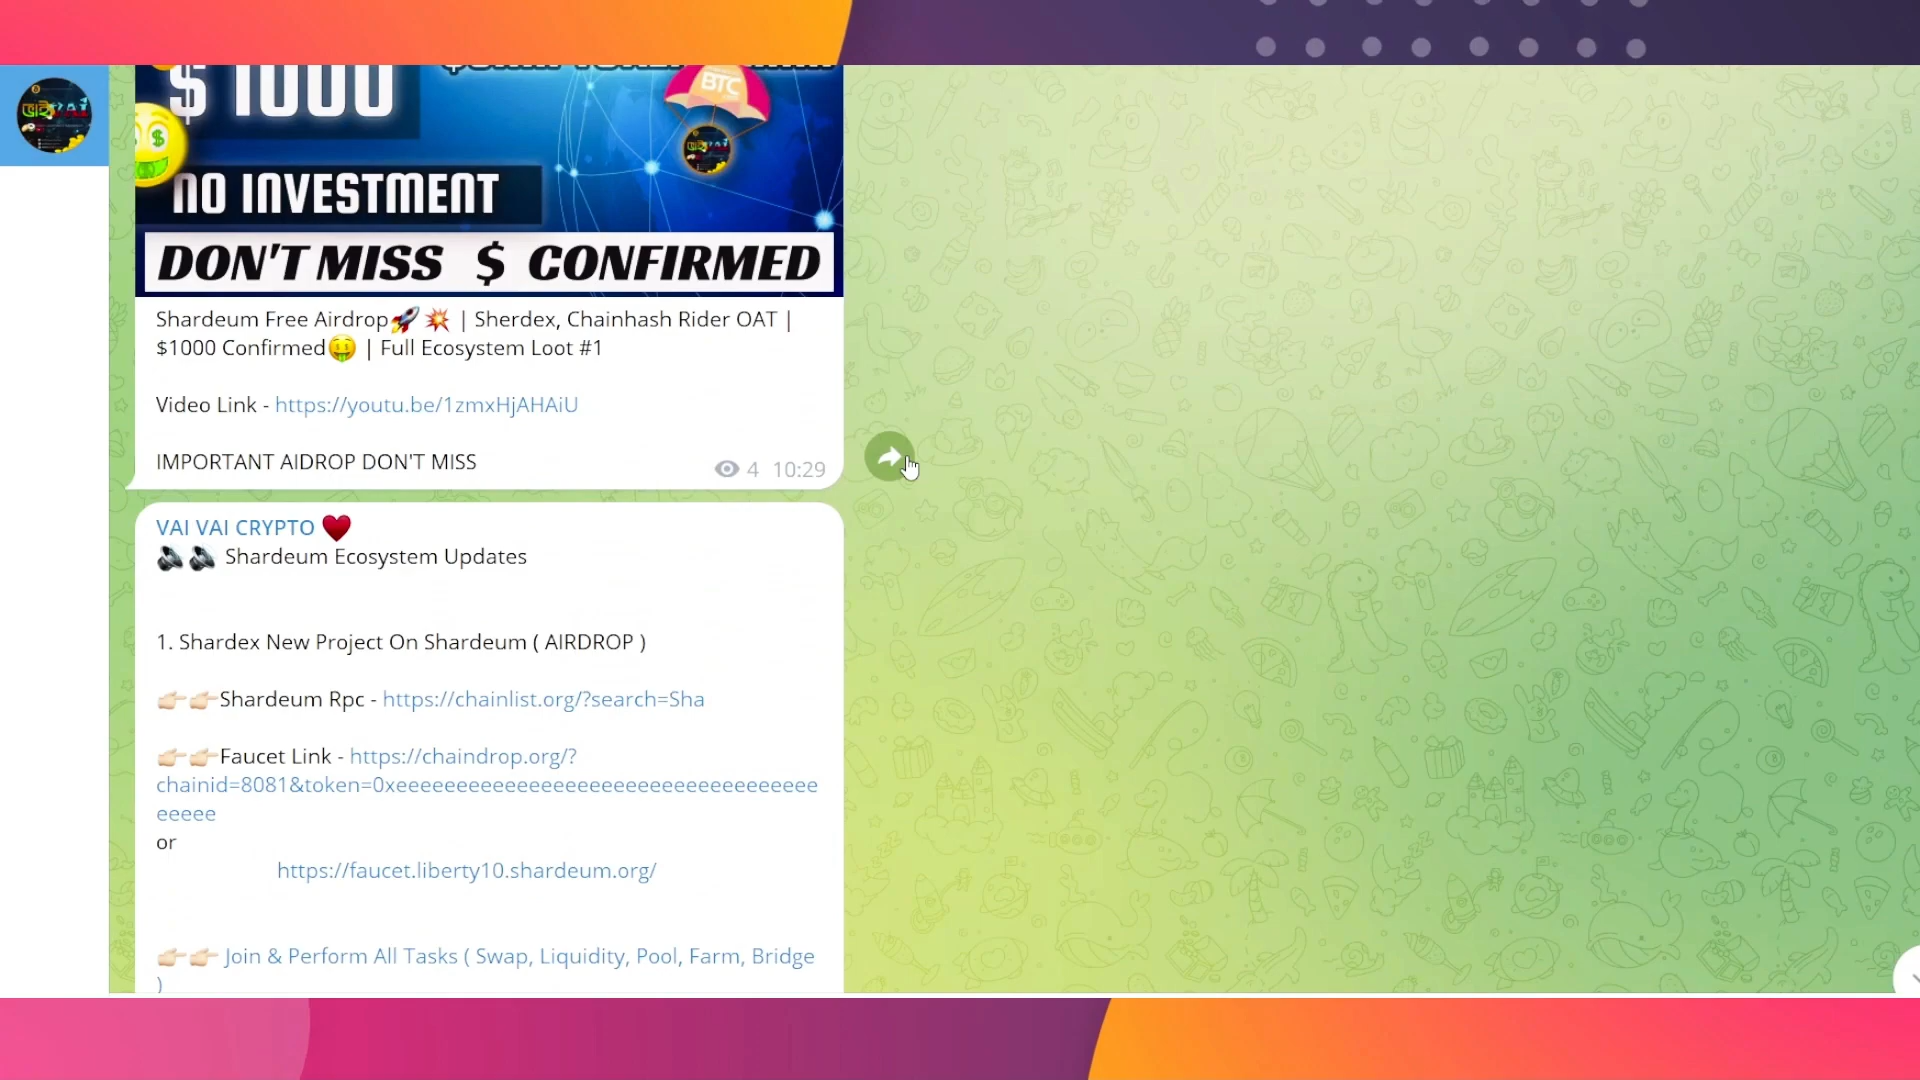 $ 1000
BTC
NO INVESTMENT
DON'T MISS $ CONFIRMED
Shardeum Free Airdrop🚀💥 | Sherdex, Chainhash Rider OAT |
$1000 Confirmed🤑 | Full Ecosystem Loot #1
Video Link - https://youtu.be/1zmxHjAHAiU
IMPORTANT AIDROP DON'T MISS
4 10:29
VAI VAI CRYPTO ♥️
🔊🔊 Shardeum Ecosystem Updates
1. Shardex New Project On Shardeum ( AIRDROP )
👉🏻👉🏻Shardeum Rpc - https://chainlist.org/?search=Sha
👉🏻👉🏻Faucet Link - https://chaindrop.org/?
chainid=8081&token=0xeeeeeeeeeeeeeeeeeeeeeeeeeeeeeeeeeee
eeeee
or
https://faucet.liberty10.shardeum.org/
👉🏻👉🏻 Join & Perform All Tasks ( Swap, Liquidity, Pool, Farm, Bridge
)